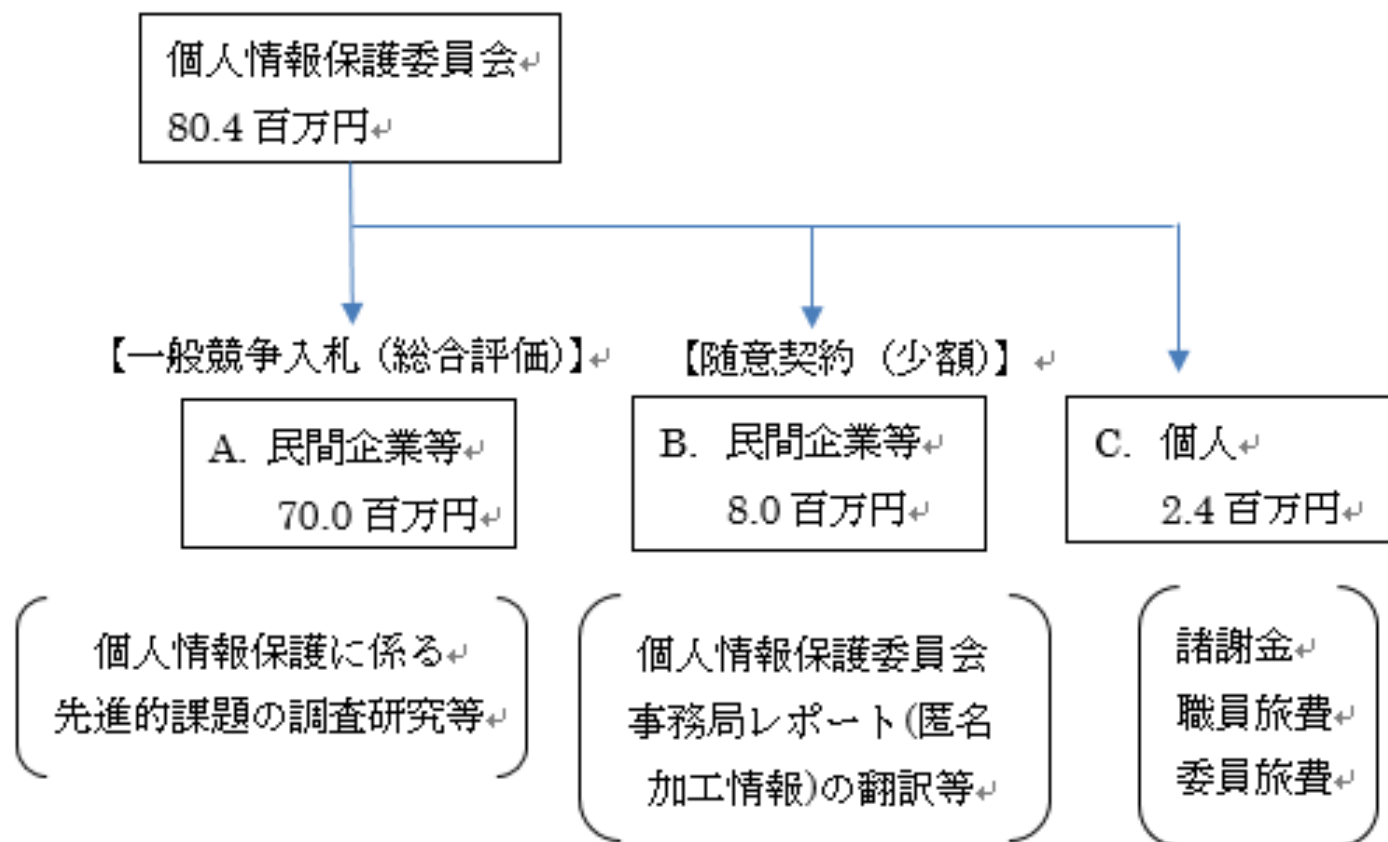 個人情報保護委員会↵
80.4 百万円↵
【一般競争入札（総合評価）】↵
【随意契約（少額）】↵
A. 民間企業等↵
70.0 百万円↵
B. 民間企業等↵
8.0 百万円↵
C. 個人↵
2.4 百万円↵
個人情報保護に係る↵
先進的課題の調査研究等↵
個人情報保護委員会
事務局レポート(匿名
加工情報)の翻訳等↵
諸謝金↵
職員旅費↵
委員旅費↵